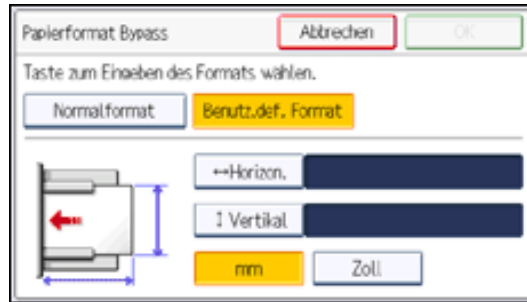 Papierformat Bypass
Abbrechen
OK
Taste zum Eingeben des Formats wählen.
Normalformat
Benutz.def. Format
↔Horizon.
↕Vertikal
mm
Zoll